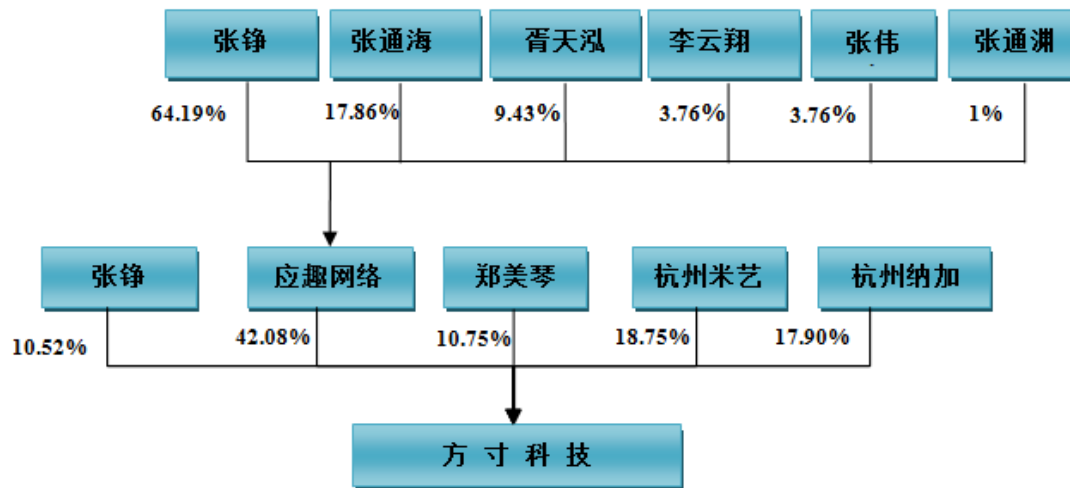 张铮 张通海 胥天泓 李云翔 张伟 张通渊
64.19% 17.86% 9.43% 3.76% 3.76% 1%
张铮 应趣网络 郑美琴 杭州米艺 杭州纳加
10.52% 42.08% 10.75% 18.75% 17.90%
方寸科技